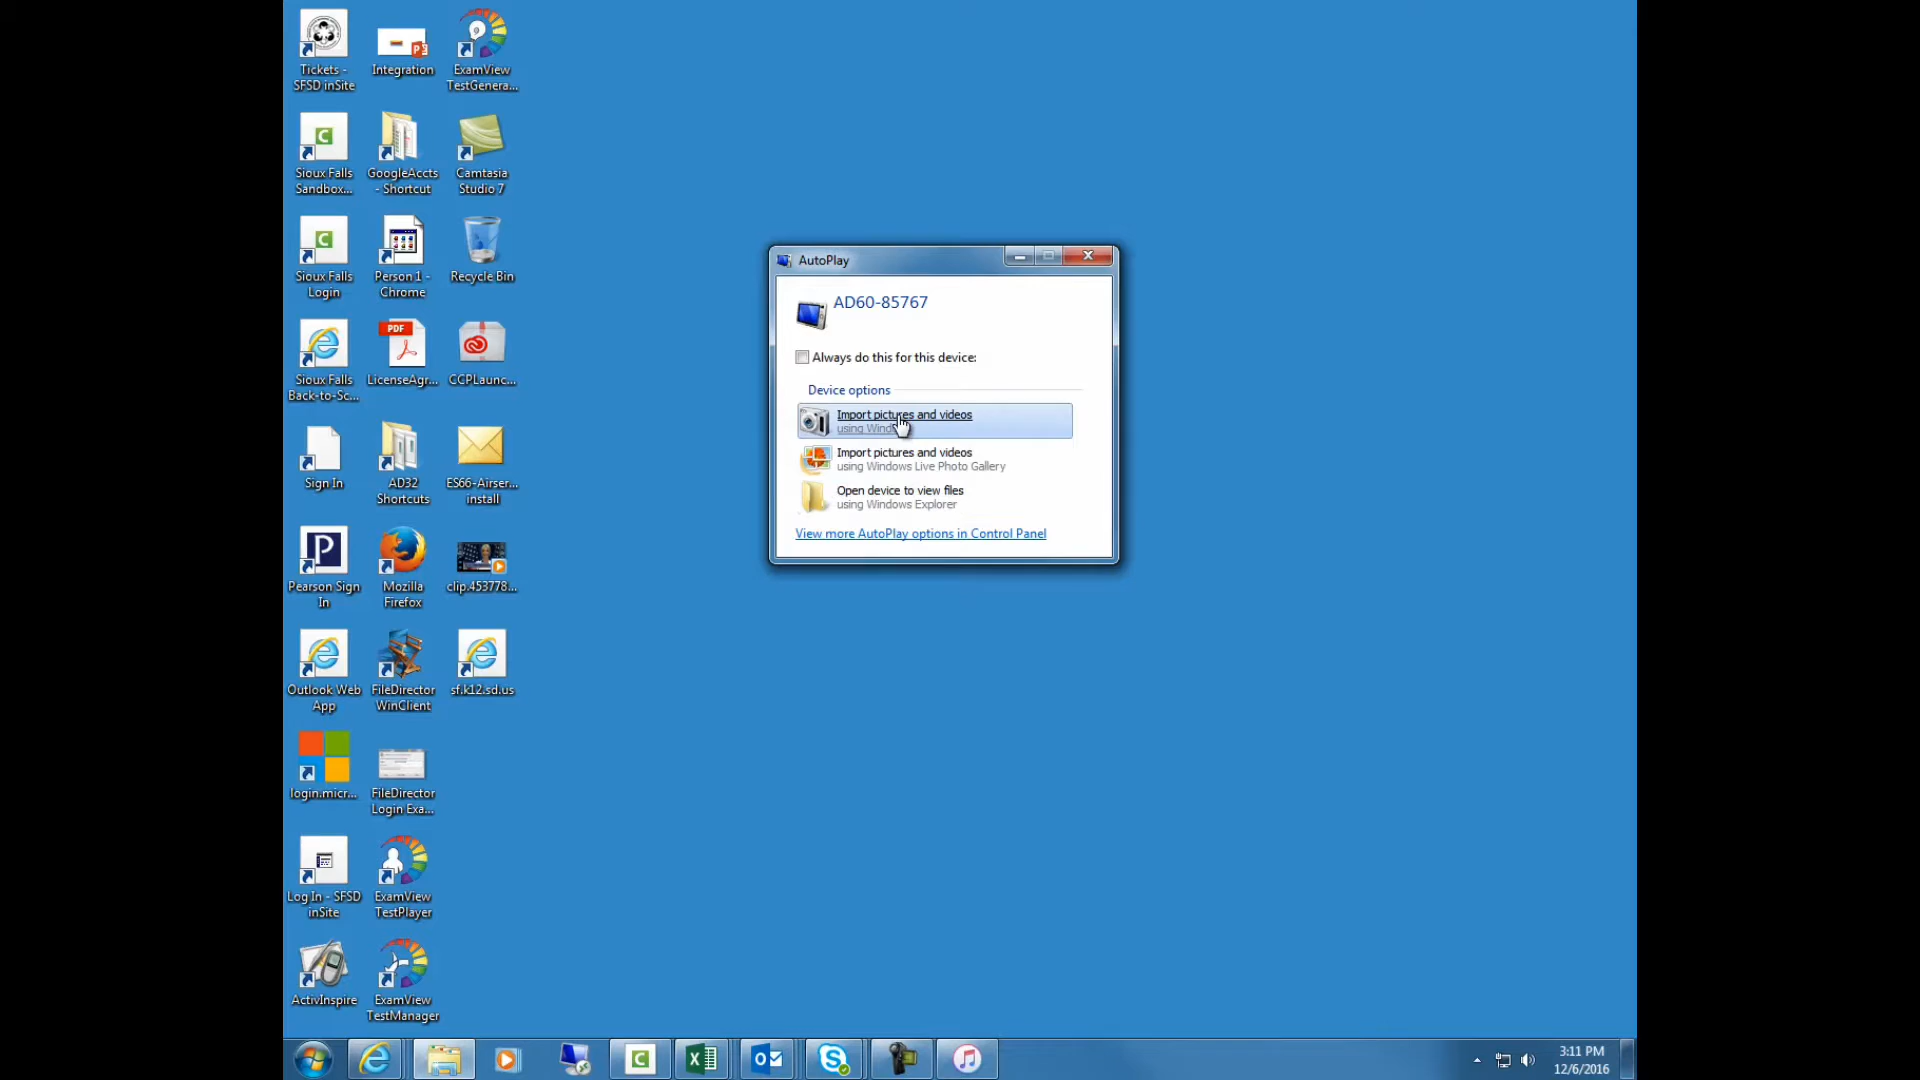 Tickets -
SFSD inSite
Integration
P
ExamView
TestGenera...
C
Sioux Falls
Sandbox...
GoogleAccts
- Shortcut
Camtasia
Studio 7
C
Sioux Falls
Login
Person 1 -
Chrome
Recycle Bin
Sioux Falls
Back-to-Sc...
PDF
LicenseAgr...
CCPLaunc...
Sign In
AD32
Shortcuts
ES66-Airser...
install
P
Pearson Sign
In
Mozilla
Firefox
clip.453778...
Outlook Web
App
FileDirector
WinClient
sf.k12.sd.us
login.micr...
FileDirector
Login Exa...
Log In - SFSD
inSite
ExamView
TestPlayer
ActivInspire
ExamView
TestManager
AutoPlay
AD60-85767
Always do this for this device:
Device options
Import pictures and videos
using
Import pictures and videos
using Windows Live Photo Gallery
Open device to view files
using Windows Explorer
View more AutoPlay options in Control Panel
3:11 PM
12/6/2016